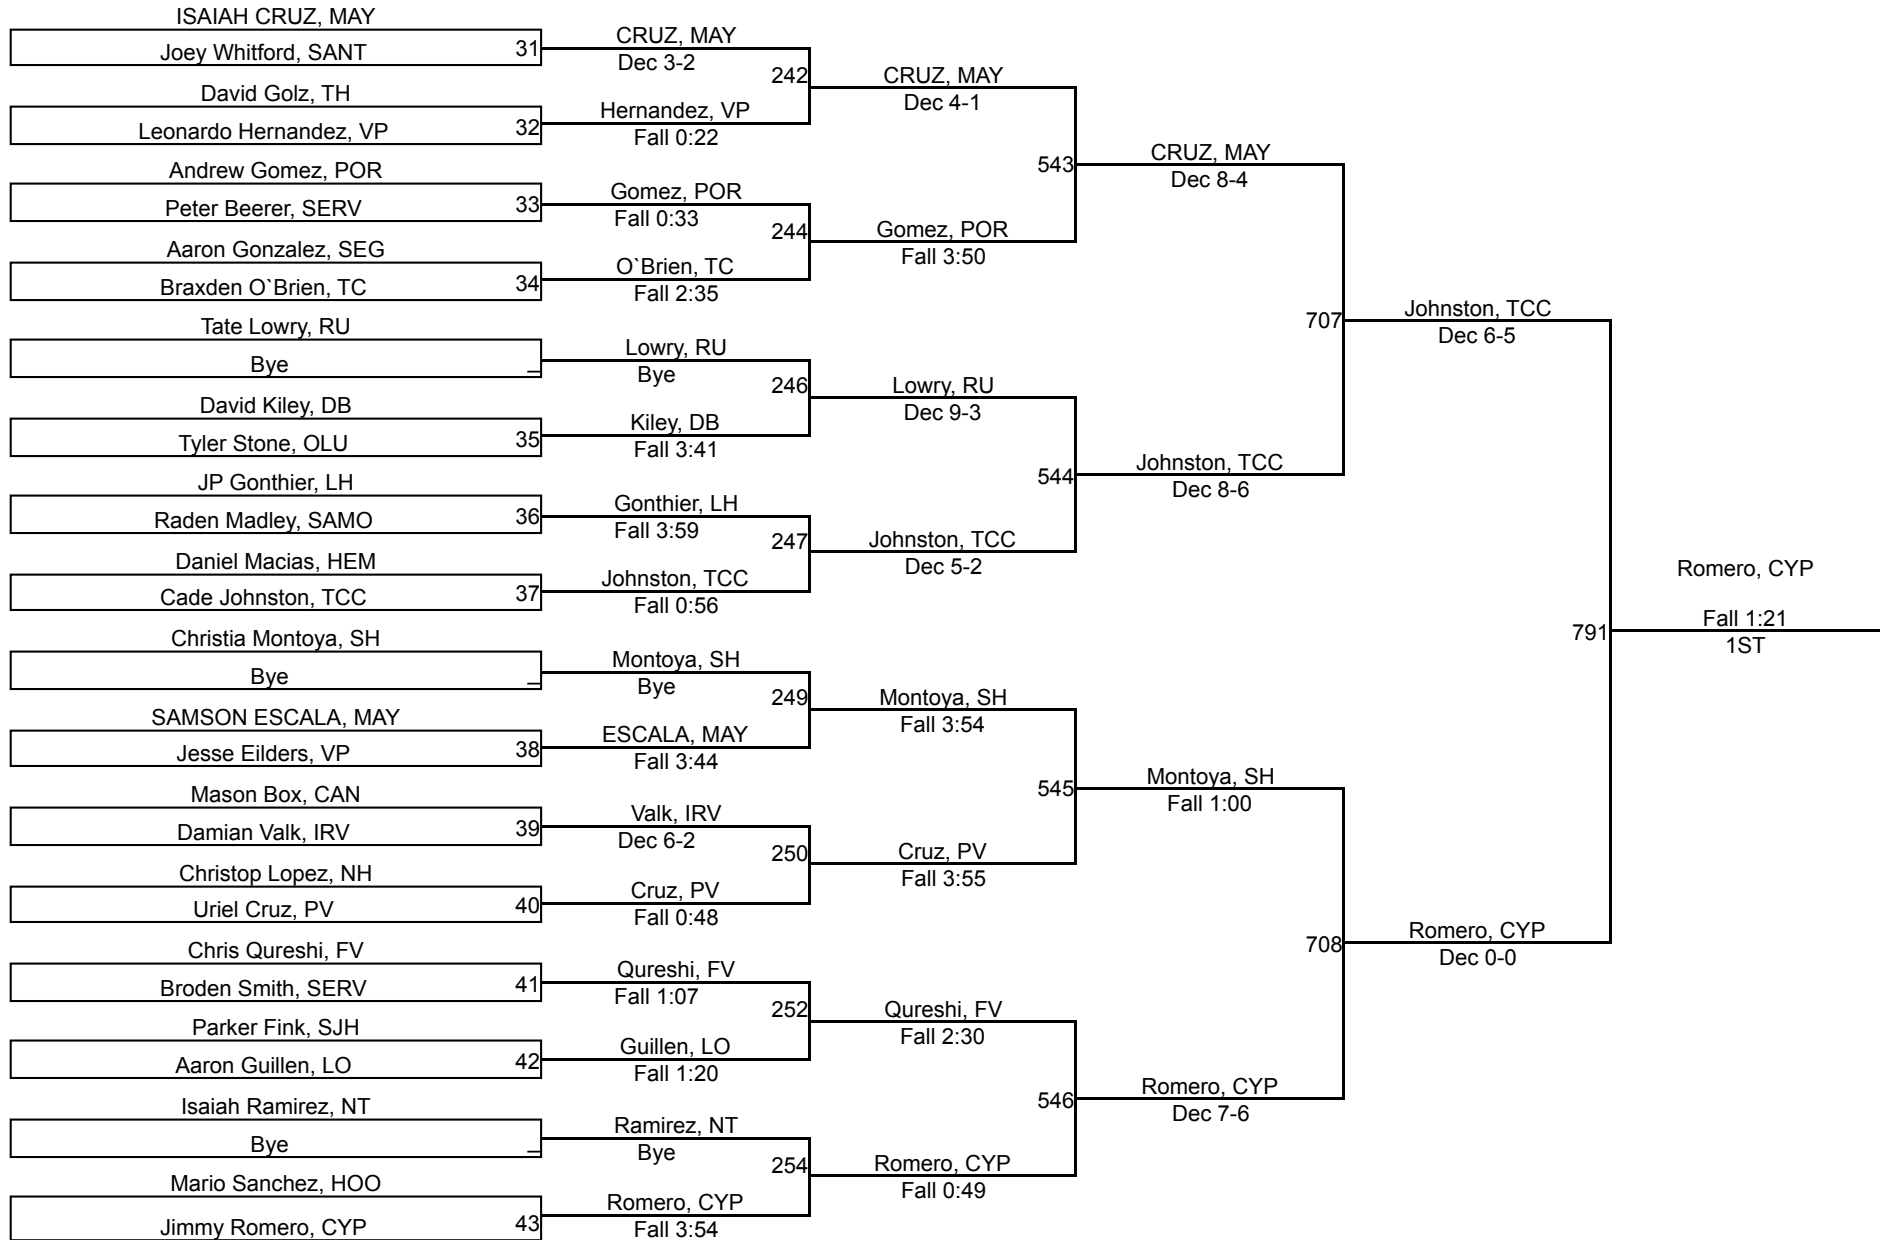 ISAIAH CRUZ, MAY
Joey Whitford, SANT 31
David Golz, TH
Leonardo Hernandez, VP 32
Andrew Gomez, POR
Peter Beerer, SERV 33
Aaron Gonzalez, SEG
Braxden O`Brien, TC 34
Tate Lowry, RU
Bye _
David Kiley, DB
Tyler Stone, OLU 35
JP Gonthier, LH
Raden Madley, SAMO 36
Daniel Macias, HEM
Cade Johnston, TCC 37
Christia Montoya, SH
Bye _
SAMSON ESCALA, MAY
Jesse Eilders, VP 38
Mason Box, CAN
Damian Valk, IRV 39
Christop Lopez, NH
Uriel Cruz, PV 40
Chris Qureshi, FV
Broden Smith, SERV 41
Parker Fink, SJH
Aaron Guillen, LO 42
Isaiah Ramirez, NT
Bye _
Mario Sanchez, HOO
Jimmy Romero, CYP 43
CRUZ, MAY
Dec 3-2
242
Hernandez, VP
Fall 0:22
Gomez, POR
Fall 0:33
244
O`Brien, TC
Fall 2:35
Lowry, RU
Bye
246
Kiley, DB
Fall 3:41
Gonthier, LH
Fall 3:59
247
Johnston, TCC
Fall 0:56
Montoya, SH
Bye
249
ESCALA, MAY
Fall 3:44
Valk, IRV
Dec 6-2
250
Cruz, PV
Fall 0:48
Qureshi, FV
Fall 1:07
252
Guillen, LO
Fall 1:20
Ramirez, NT
Bye
254
Romero, CYP
Fall 3:54
CRUZ, MAY
Dec 4-1
543
Gomez, POR
Fall 3:50
Lowry, RU
Dec 9-3
544
Johnston, TCC
Dec 5-2
Montoya, SH
Fall 3:54
545
Cruz, PV
Fall 3:55
Qureshi, FV
Fall 2:30
546
Romero, CYP
Fall 0:49
CRUZ, MAY
Dec 8-4
707
Johnston, TCC
Dec 8-6
Montoya, SH
Fall 1:00
708
Romero, CYP
Dec 7-6
Johnston, TCC
Dec 6-5
791
Romero, CYP
Dec 0-0
Romero, CYP
Fall 1:21
1ST